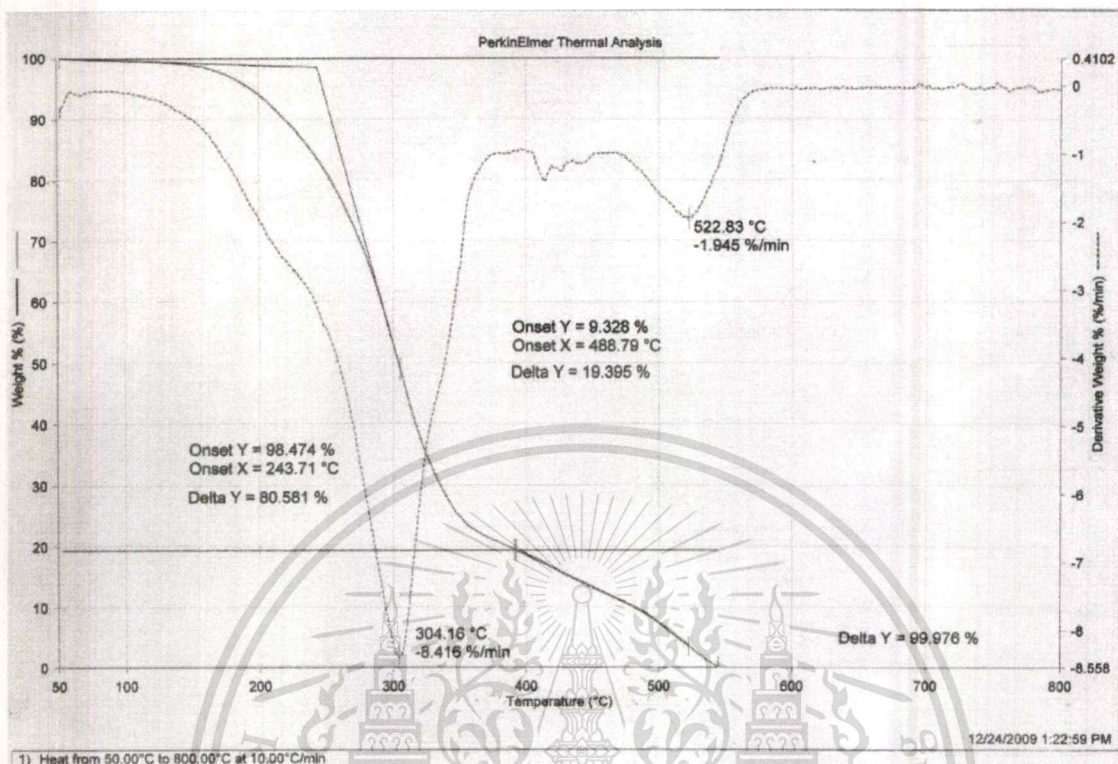 PerkinElmer Thermal Analysis
100
90
80
70
60
50
40
30
20
10
0
Weight % (%)
0.4102
0
-1
-2
-3
-4
-5
-6
-7
-8
-8.558
Derivative Weight % (%/min)
522.83 °C
-1.945 %/min
Onset Y = 9.328 %
Onset X = 488.79 °C
Delta Y = 19.395 %
Onset Y = 98.474 %
Onset X = 243.71 °C
Delta Y = 80.581 %
304.16 °C
-8.416 %/min
Delta Y = 99.976 %
50 100 200 300 400 500 600 700 800
Temperature (°C)
12/24/2009 1:22:59 PM
1) Heat from 50.00°C to 800.00°C at 10.00°C/min